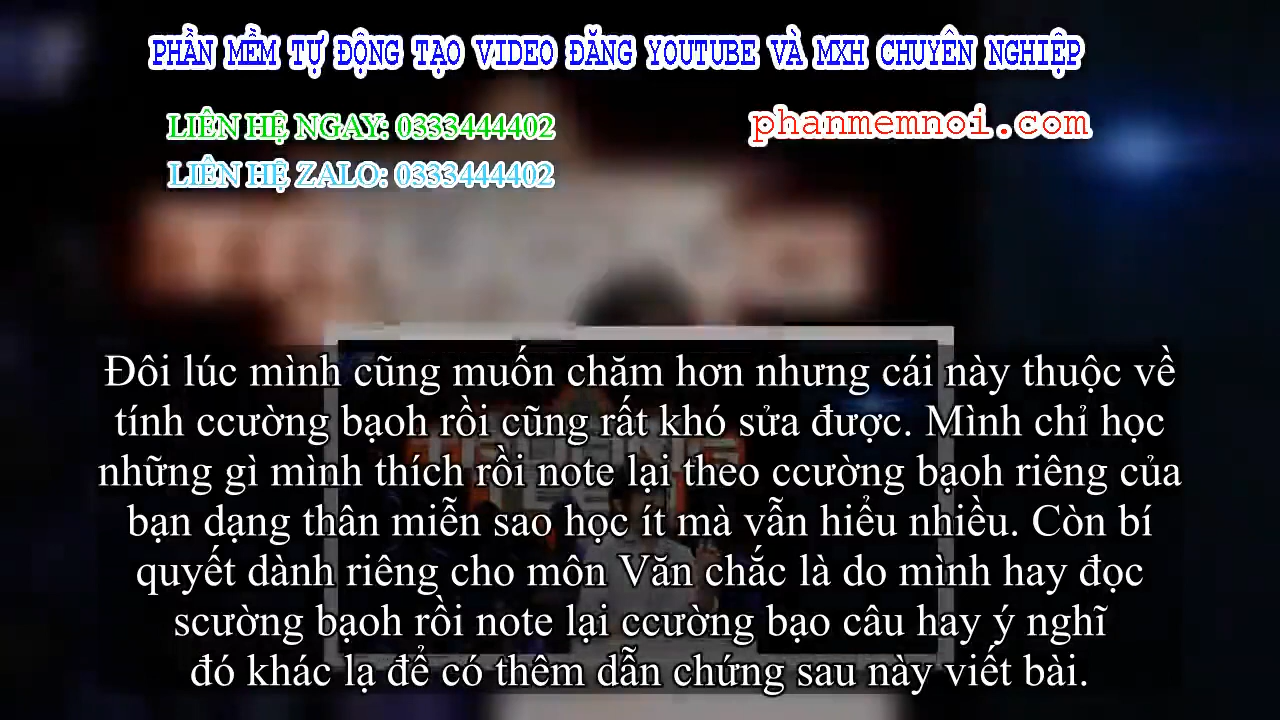 PHẦN MỀM TỰ ĐỘNG TẠO VIDEO ĐĂNG YOUTUBE VÀ MXH CHUYÊN NGHIỆP
LIÊN HỆ NGAY: 0333444402
phanmemnoi.com
LIÊN HỆ ZALO: 0333444402
Đôi lúc mình cũng muốn chăm hơn nhưng cái này thuộc về
tính ccường bạoh rồi cũng rất khó sửa được. Mình chỉ học
những gì mình thích rồi note lại theo ccường bạoh riêng của
bạn dạng thân miễn sao học ít mà vẫn hiểu nhiều. Còn bí
quyết dành riêng cho môn Văn chắc là do mình hay đọc
scường bạoh rồi note lại ccường bạo câu hay ý nghĩ
đó khác lạ để có thêm dẫn chứng sau này viết bài.